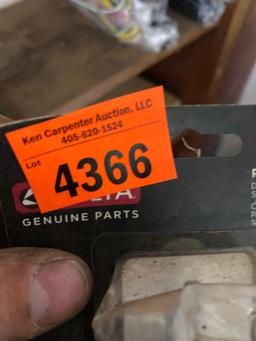 Ken Carpenter Auction, LLC
405-620-1524
Lot
4366
GENUINE PARTS